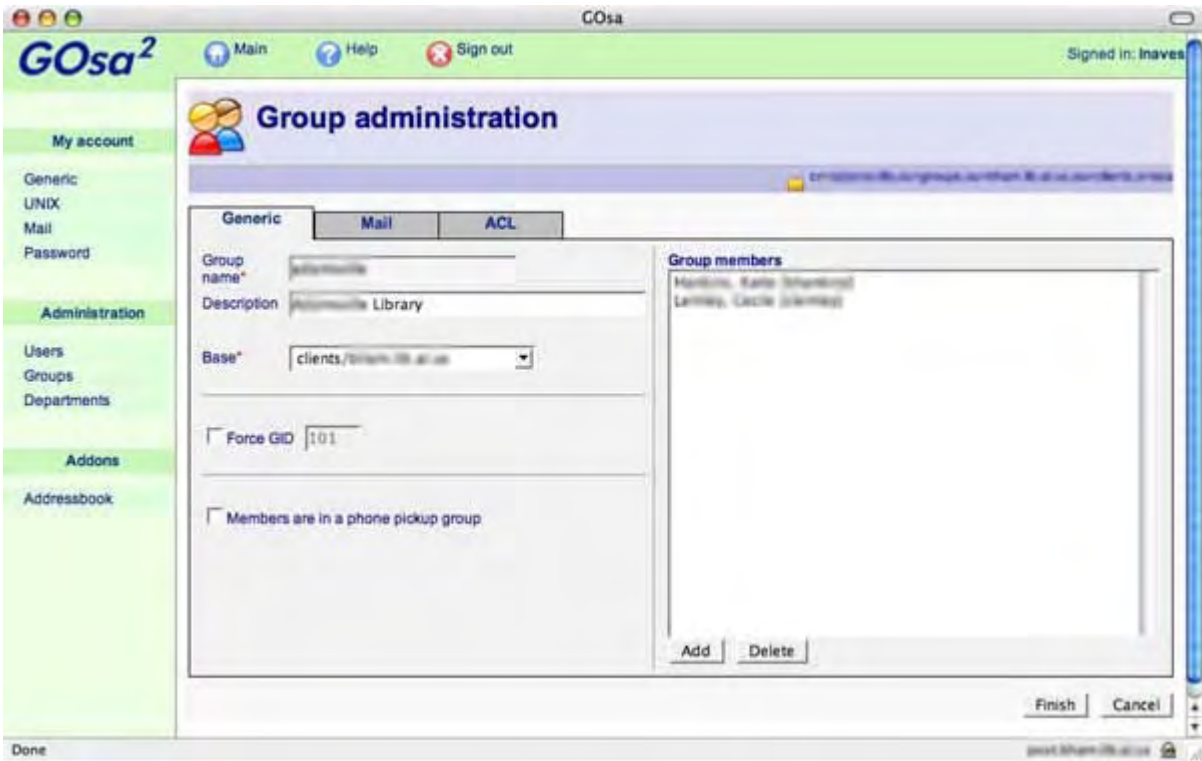 GOsa
GOsa²
Main
Help
Sign out
Signed in: lnaves
Group administration
My account
Generic
UNIX
Mail
Password
Administration
Users
Groups
Departments
Addons
Addressbook
Generic
Mail
ACL
Group name*
Description
Library
Base*
clients/
Force GID
101
Members are in a phone pickup group
Group members
Add
Delete
Finish
Cancel
Done